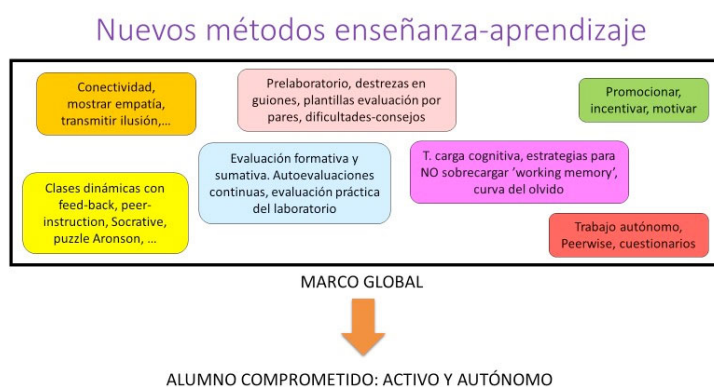 Nuevos métodos enseñanza-aprendizaje
Conectividad,
mostrar empatía,
transmitir ilusión,...
Prelaboratorio, destrezas en
guiones, plantillas evaluación por
pares, dificultades-consejos
Promocionar,
incentivar, motivar
Evaluación formativa y
sumativa. Autoevaluaciones
continuas, evaluación práctica
del laboratorio
T. carga cognitiva, estrategias para
NO sobrecargar 'working memory',
curva del olvido
Clases dinámicas con
feed-back, peer-
instruction, Socrative,
puzzle Aronson, ...
Trabajo autónomo,
Peerwise, cuestionarios
MARCO GLOBAL
ALUMNO COMPROMETIDO: ACTIVO Y AUTÓNOMO